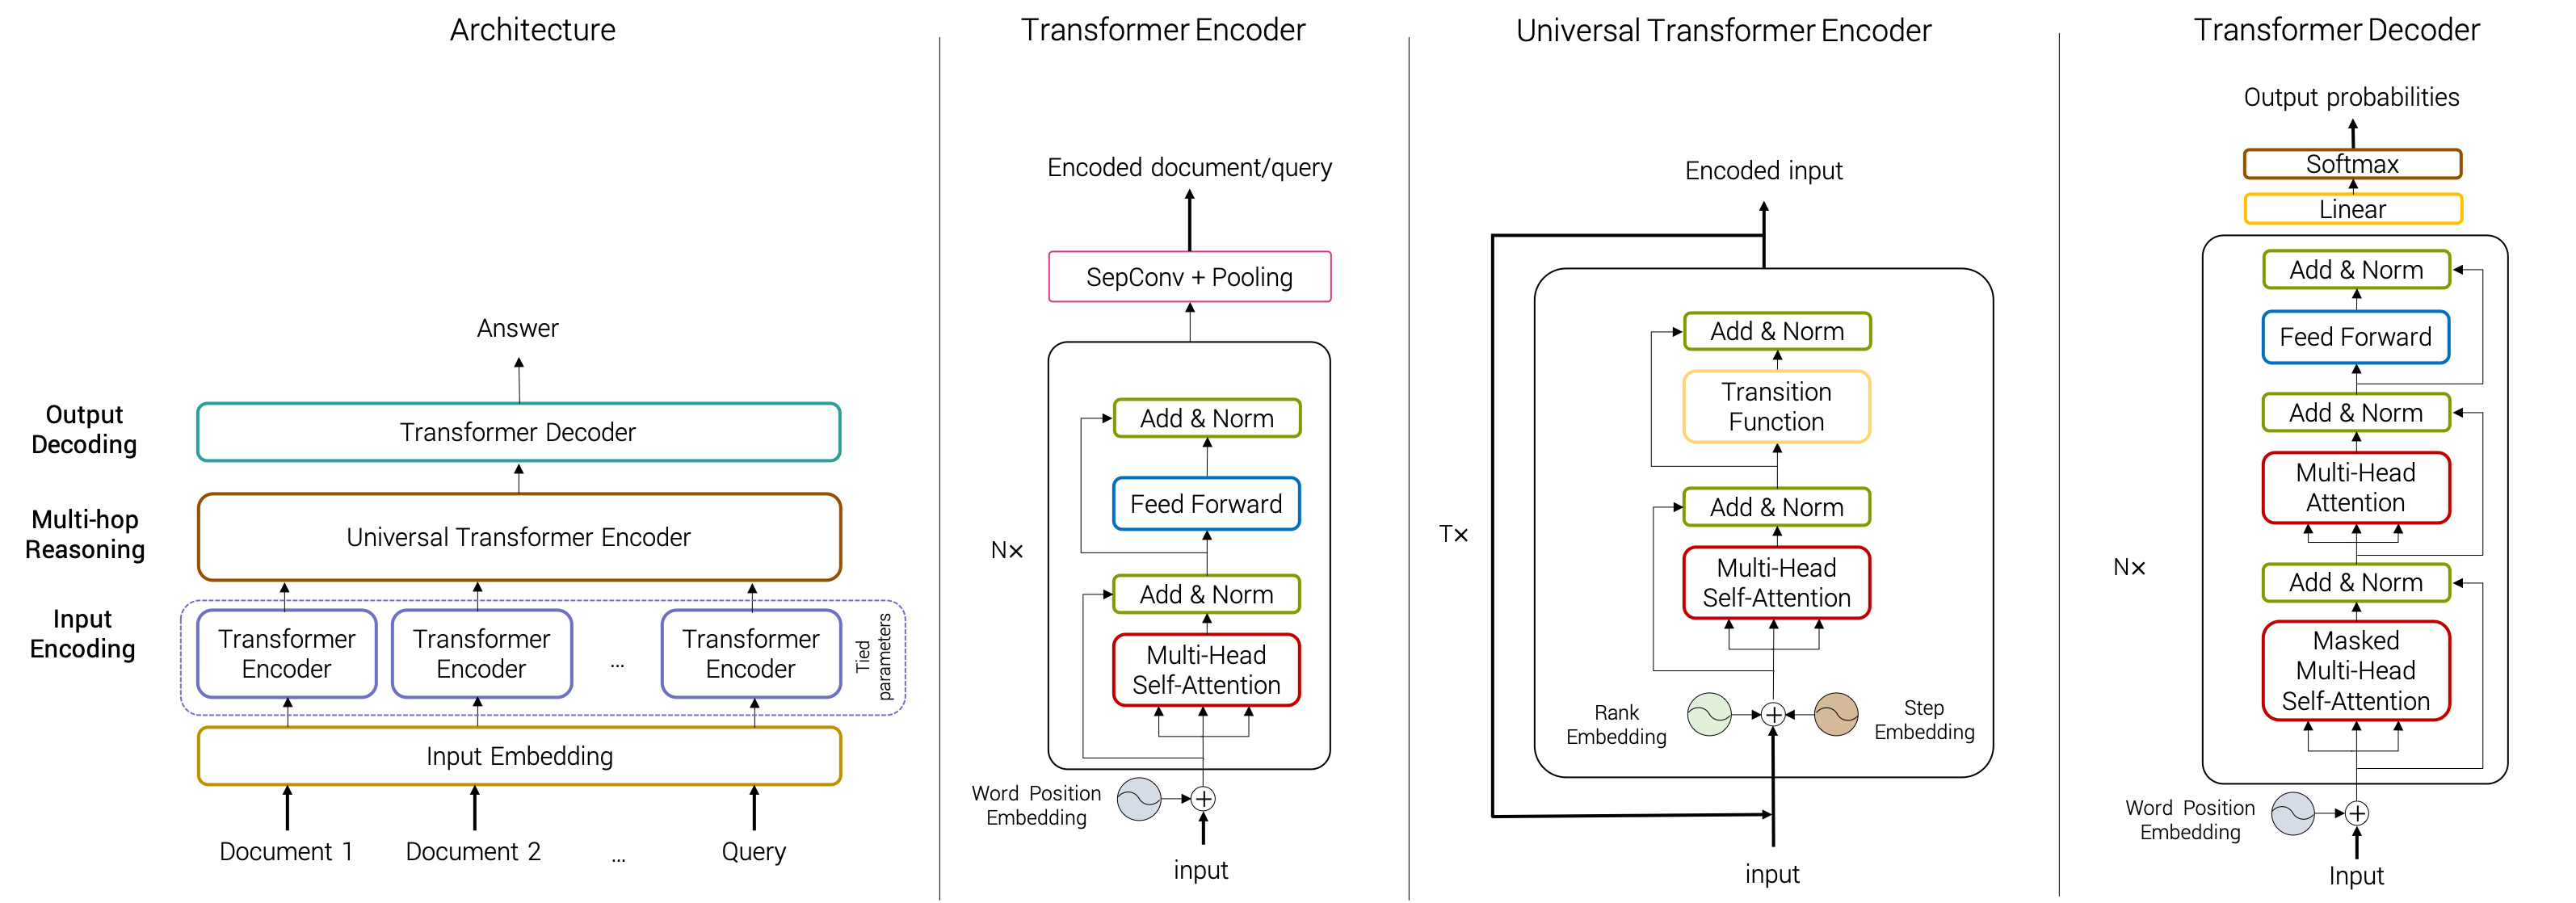 Architecture
Answer
Output
Decoding
Transformer Decoder
Multi-hop
Reasoning
Universal Transformer Encoder
Input
Encoding
Transformer
Encoder
Transformer
Encoder
...
Transformer
Encoder
Tied
parameters
Input Embedding
Document 1
Document 2
...
Query
Transformer Encoder
Encoded document/query
SepConv + Pooling
Add & Norm
Feed Forward
N×
Add & Norm
Multi-Head
Self-Attention
Word Position
Embedding
+
input
Universal Transformer Encoder
Encoded input
Add & Norm
Transition
Function
Add & Norm
T×
Multi-Head
Self-Attention
Rank
Embedding
+
Step
Embedding
input
Transformer Decoder
Output probabilities
Softmax
Linear
Add & Norm
Feed Forward
Add & Norm
Multi-Head
Attention
N×
Add & Norm
Masked
Multi-Head
Self-Attention
Word Position
Embedding
+
Input